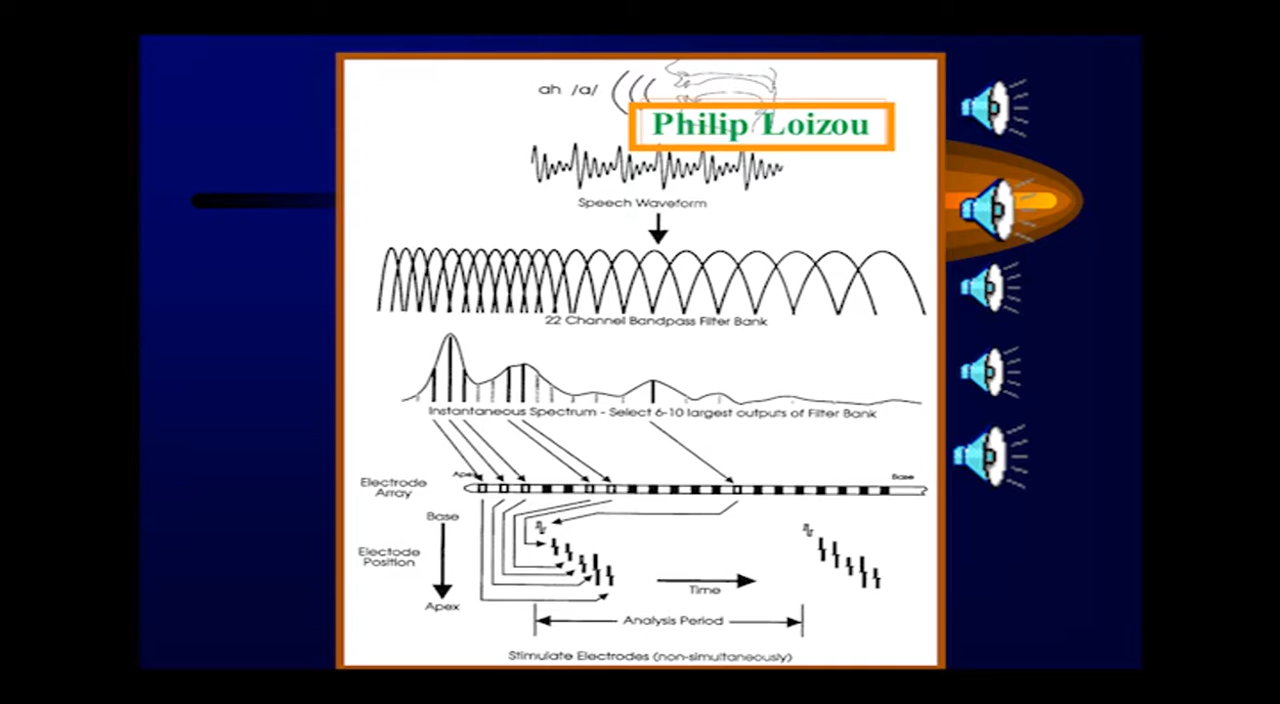 ah /a/
Philip Loizou
Speech Waveform
22 Channel Bandpass Filter Bank
Instantaneous Spectrum - Select 6-10 largest outputs of Filter Bank
Apex
Base
Electrode
Array
Base
Electode
Position
Apex
Time
Analysis Period
Stimulate Electrodes (non-simultaneously)